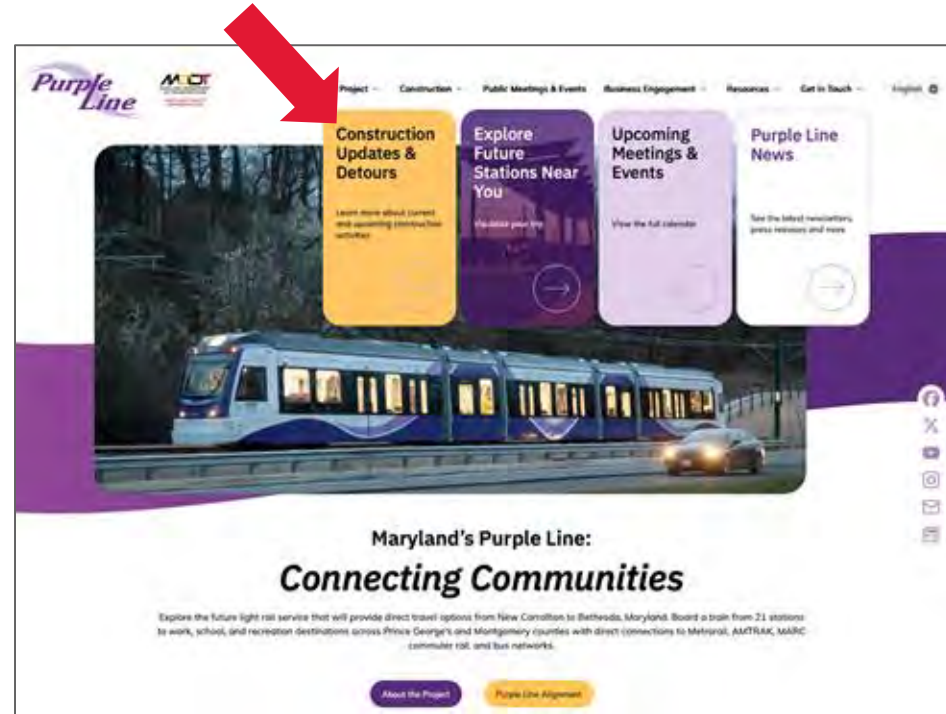 Purple
Line
MDOT
Project
Construction
Public Meetings & Events
Business Engagement
Resources
Get in Touch
English
Construction
Updates &
Detours
Learn more about current
and upcoming construction
activities
Explore
Future
Stations Near
You
Visualize your trip
Upcoming
Meetings &
Events
View the full calendar
Purple Line
News
See the latest newsletters,
press releases and more
Maryland's Purple Line:
Connecting Communities
Explore the future light rail service that will provide direct travel options from New Carrollton to Bethesda, Maryland. Board a train from 21 stations
to work, school, and recreation destinations across Prince George's and Montgomery counties with direct connections to Metrorail, AMTRAK, MARC
commuter rail, and bus networks.
About the Project
Purple Line Alignment